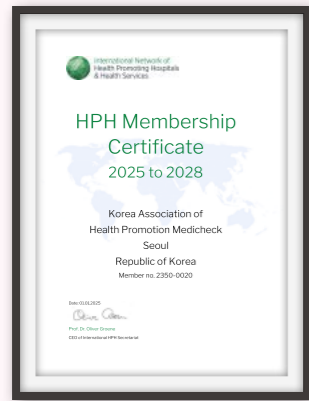 International Network of
Health Promoting Hospitals
& Health Services
HPH Membership
Certificate
2025 to 2028
Korea Association of
Health Promotion Medicheck
Seoul
Republic of Korea
Member no. 2350-0020
Date: 01.01.2025
Prof. Dr. Oliver Groene
CEO of International HPH Secretariat